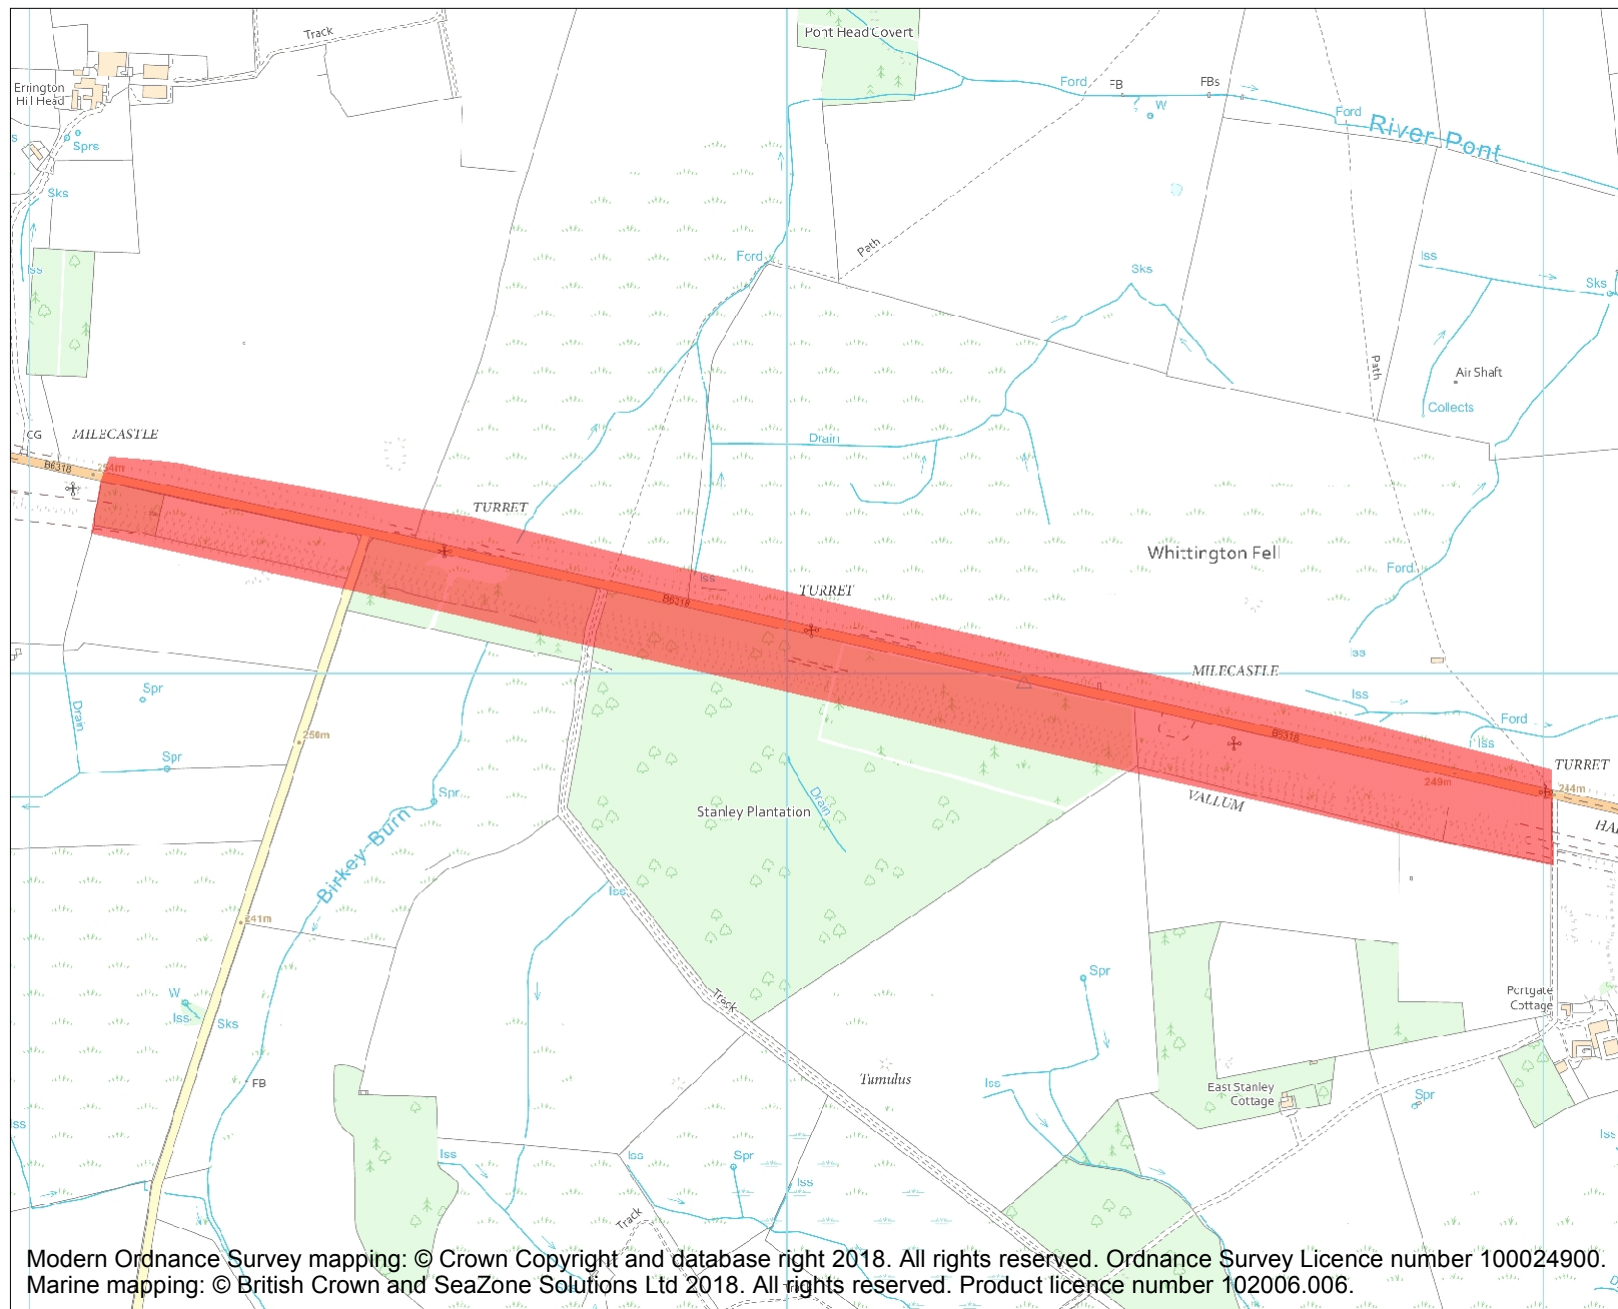 Track
Pont Head Covert
Errington
Hill Head
Ford
FB
FBs
W
Ford
River Pont
Sprs
Sks
Path
Ford
Iss
Sks
Iss
Sks
Path
Air Shaft
Collects
CG
MILECASTLE
Drain
B6318
254m
TURRET
Whittington Fell
Ford
Iss
TURRET
B6318
Iss
MILECASTLE
Spr
Iss
Drain
Ford
250m
B6318
Iss
Spr
TURRET
249m
244m
Spr
VALLUM
Drain
Stanley Plantation
Birkey Burn
Iss
241m
Spr
W
Iss
Sks
Track
Portgate
Cottage
FB
Tumulus
Iss
East Stanley
Cottage
Spr
Iss
Iss
Iss
Spr
Iss
Iss
Track
Modern Ordnance Survey mapping: © Crown Copyright and database right 2018. All rights reserved. Ordnance Survey Licence number 100024900.
Marine mapping: © British Crown and SeaZone Solutions Ltd 2018. All rights reserved. Product licence number 102006.006.